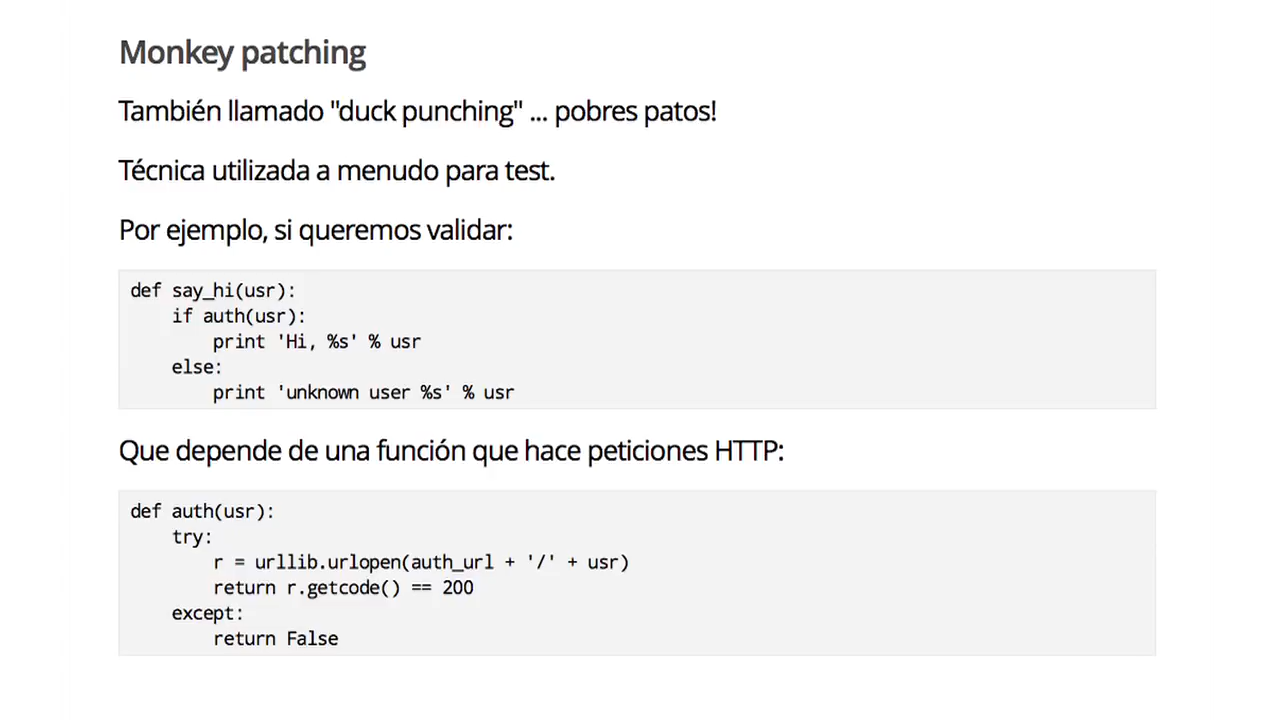 Monkey patching
También llamado "duck punching" ... pobres patos!
Técnica utilizada a menudo para test.
Por ejemplo, si queremos validar:
def say_hi(usr):
    if auth(usr):
        print 'Hi, %s' % usr
    else:
        print 'unknown user %s' % usr
Que depende de una función que hace peticiones HTTP:
def auth(usr):
    try:
        r = urllib.urlopen(auth_url + '/' + usr)
        return r.getcode() == 200
    except:
        return False